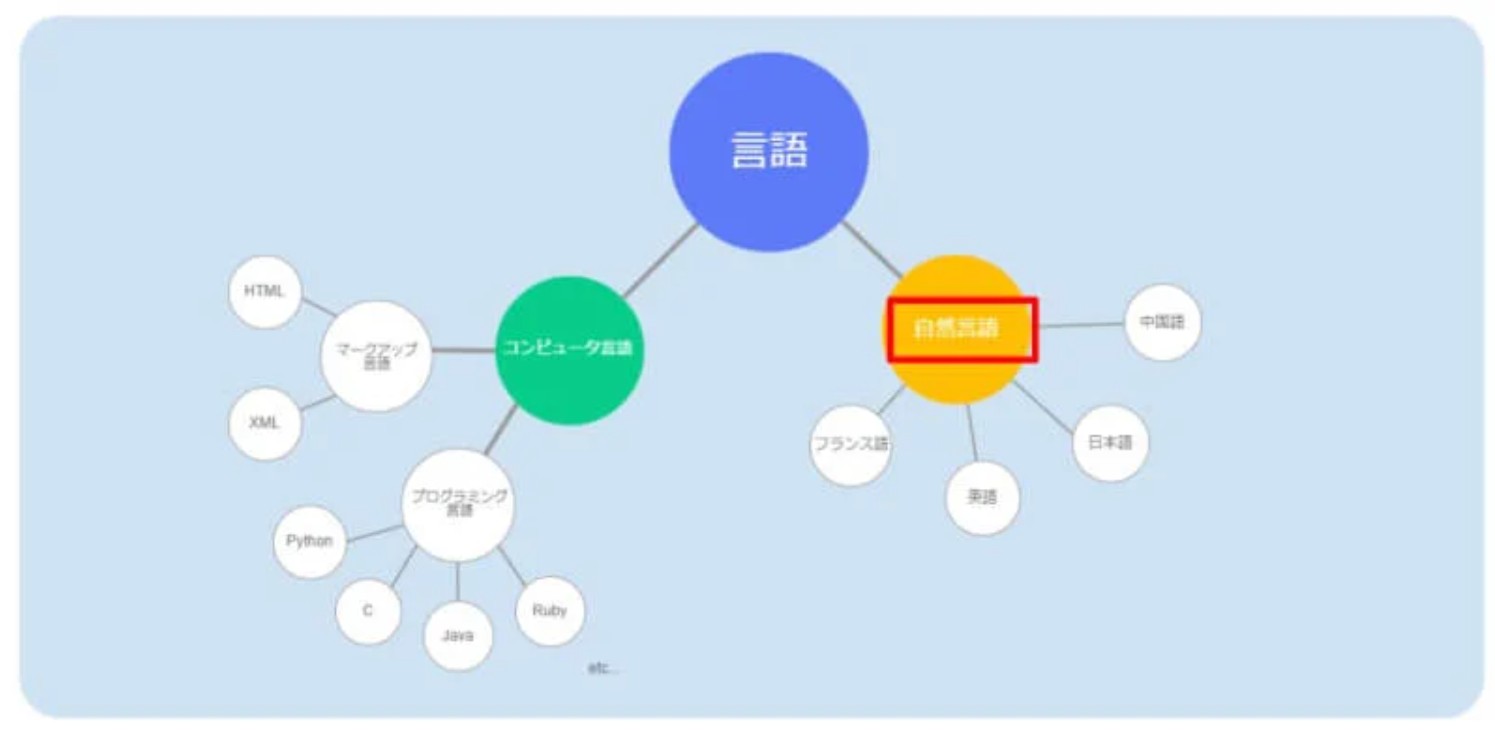 言語
HTML
マークアップ
言語
XML
コンピュータ言語
プログラミング
言語
Python
C
Java
Ruby
etc...
自然言語
中国語
フランス語
英語
日本語